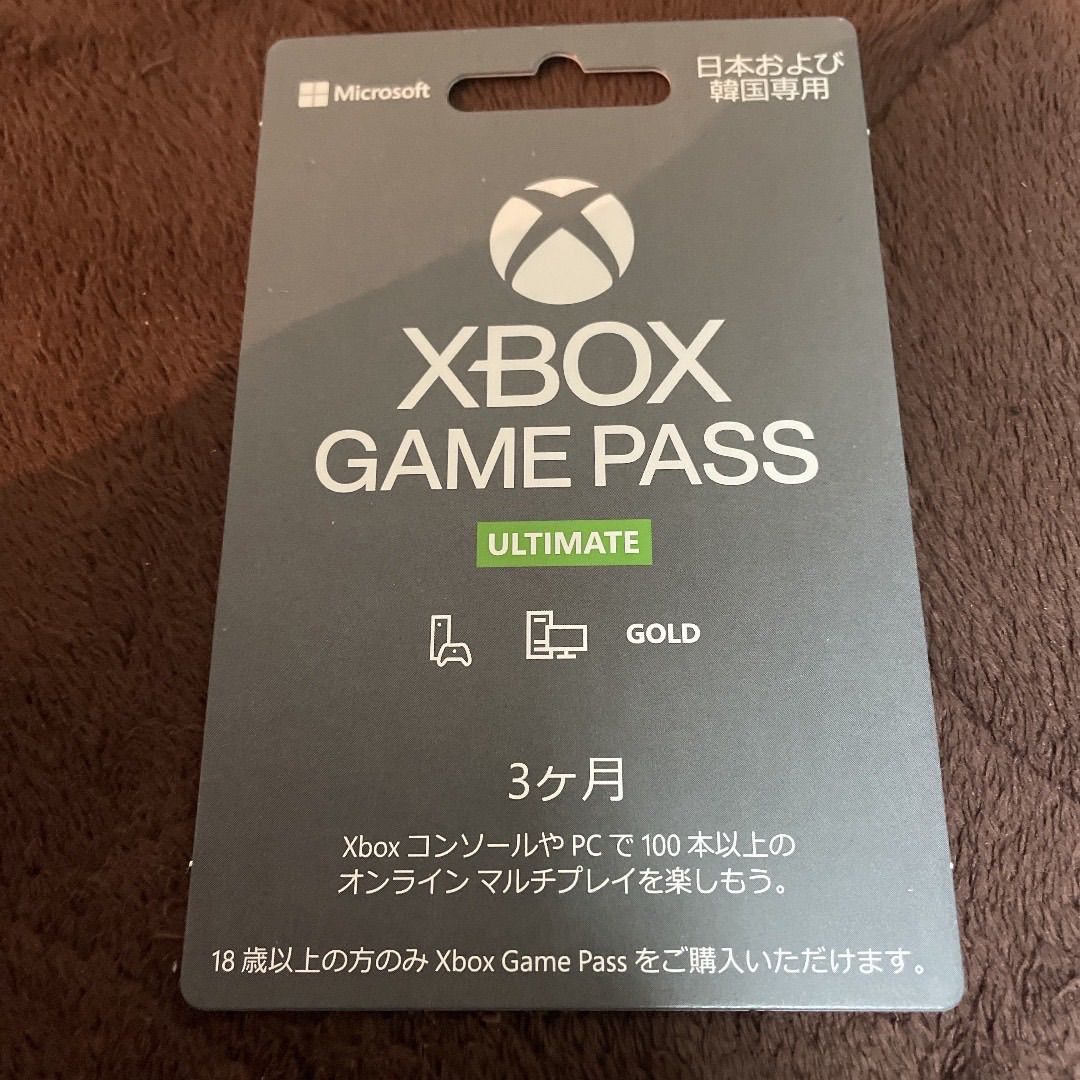 Microsoft
日本および
韓国専用
XBOX
GAME PASS
ULTIMATE
GOLD
3ヶ月
Xbox コンソールや PC で 100 本以上の
オンライン マルチプレイを楽しもう。
18 歳以上の方のみ Xbox Game Pass をご購入いただけます。